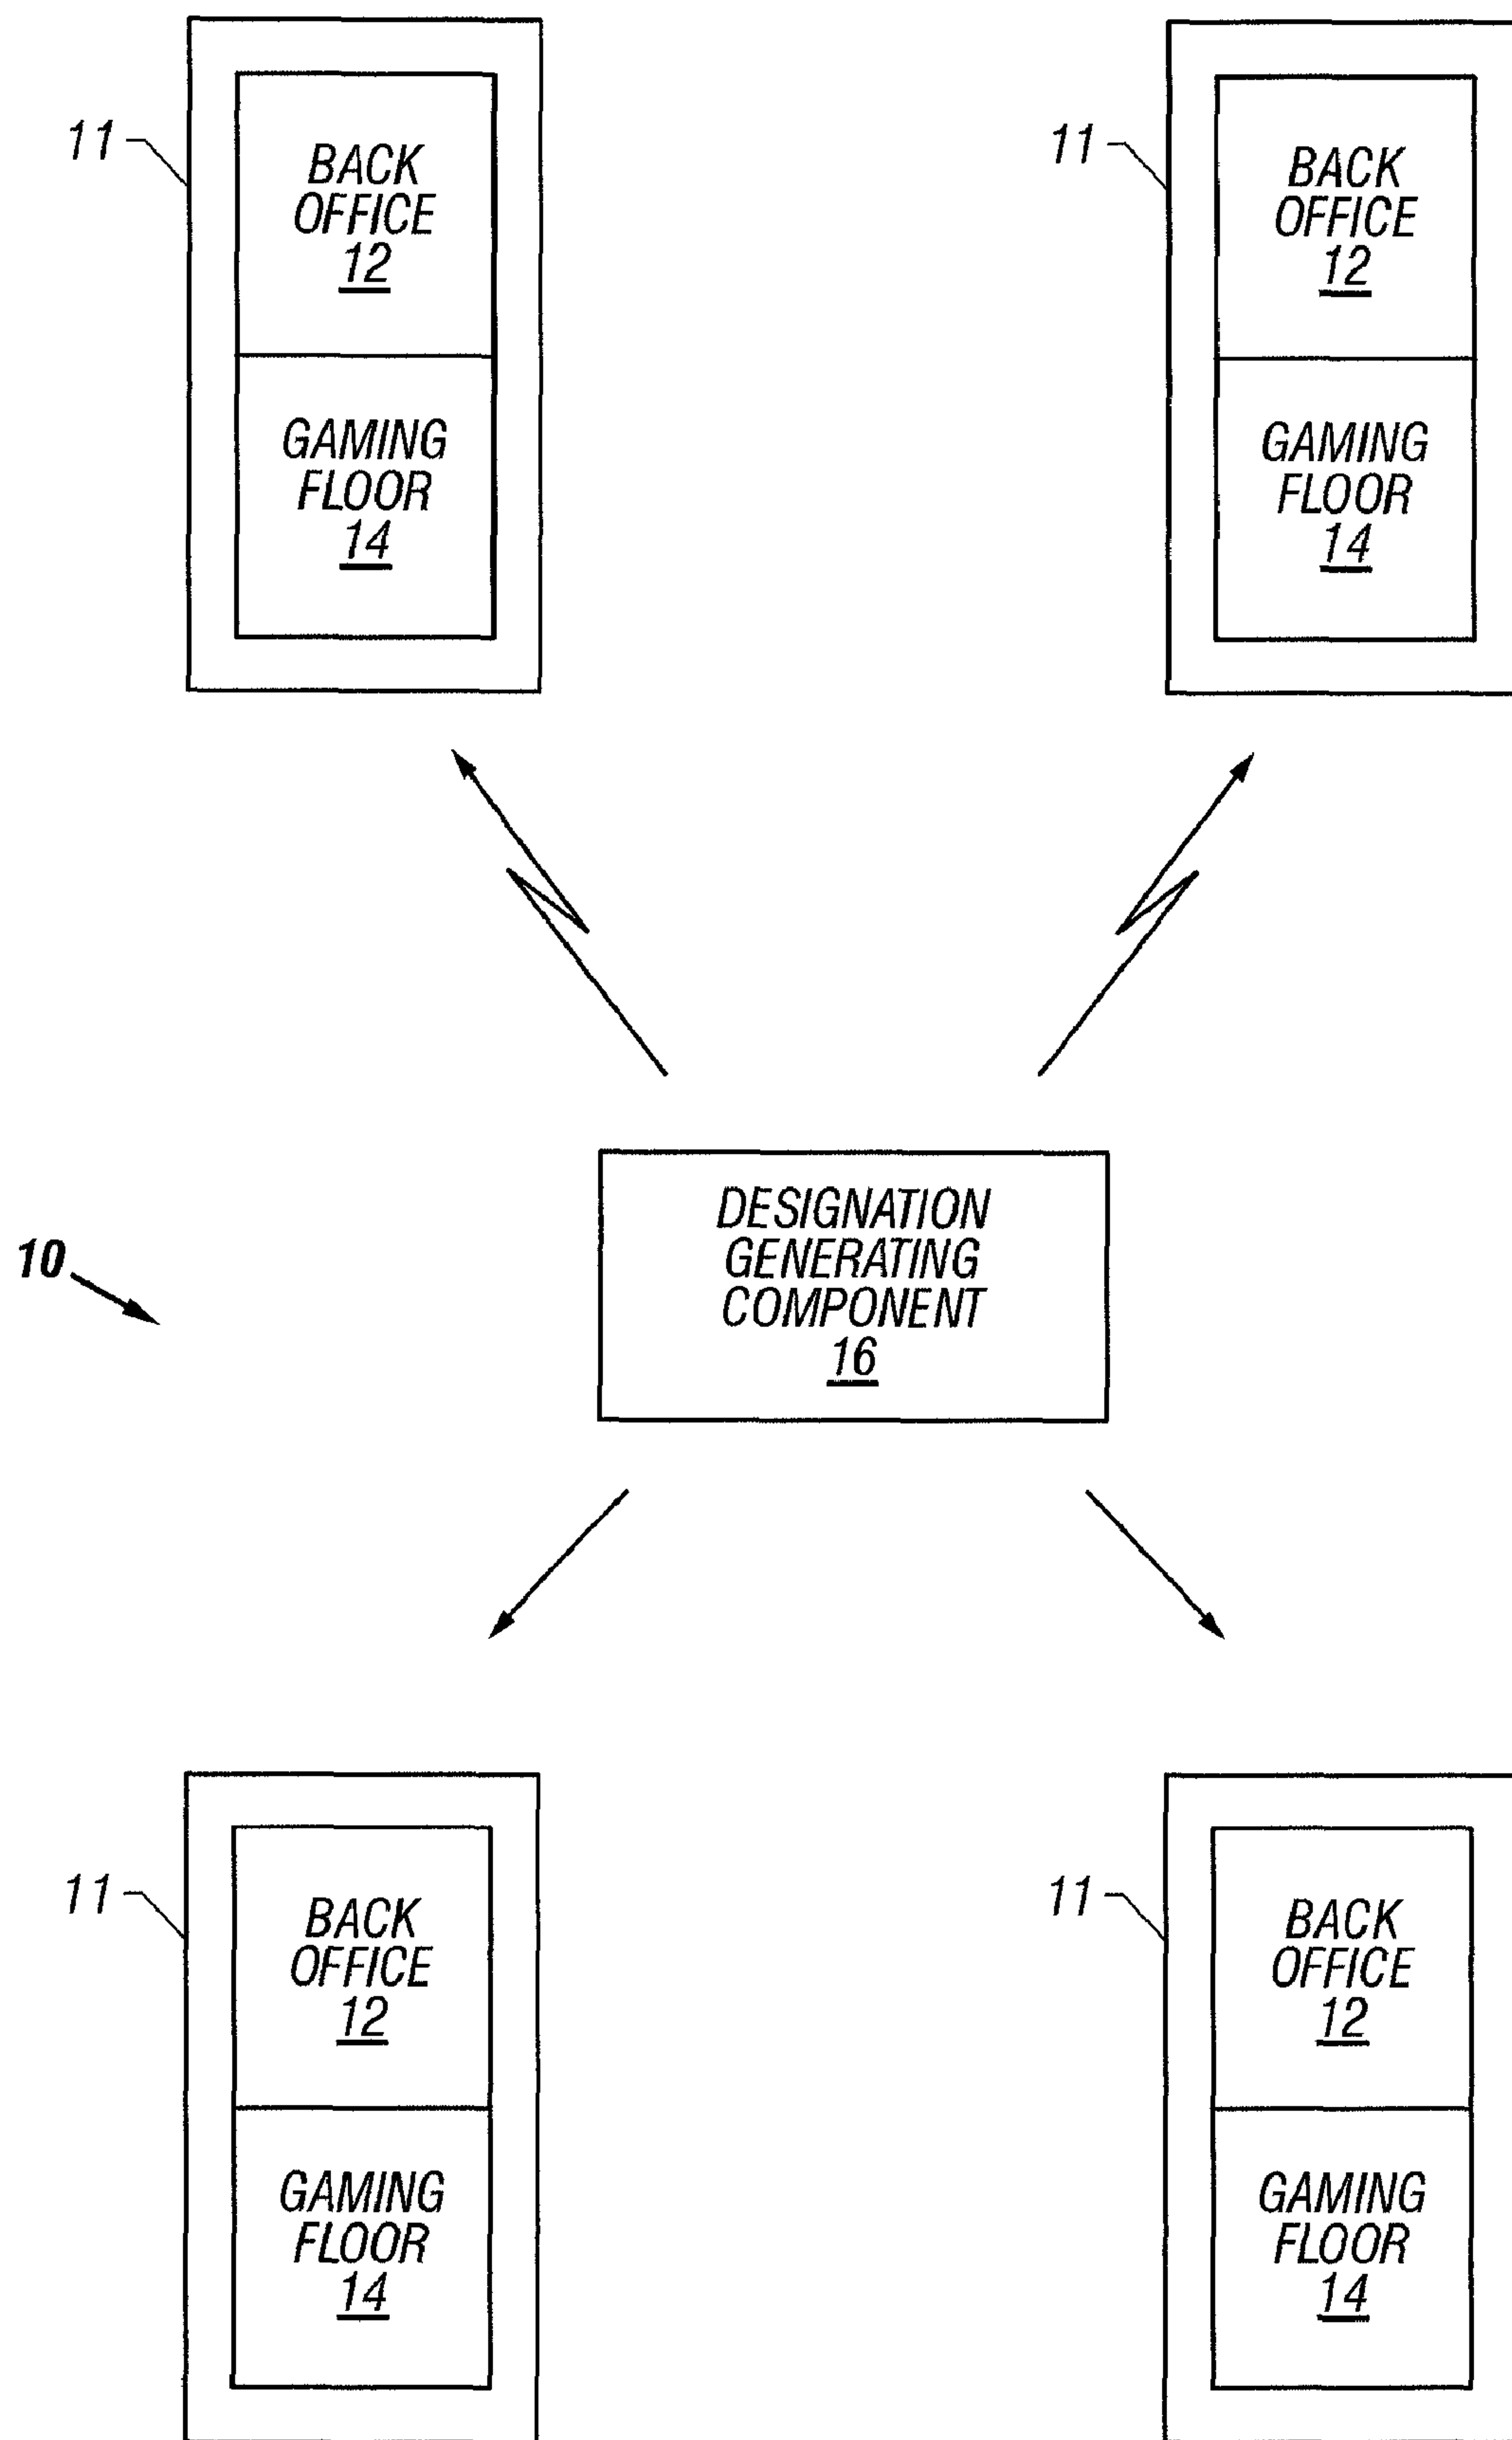 11
BACK
OFFICE
12
GAMING
FLOOR
14
11
BACK
OFFICE
12
GAMING
FLOOR
14
10
DESIGNATION
GENERATING
COMPONENT
16
11
BACK
OFFICE
12
GAMING
FLOOR
14
11
BACK
OFFICE
12
GAMING
FLOOR
14